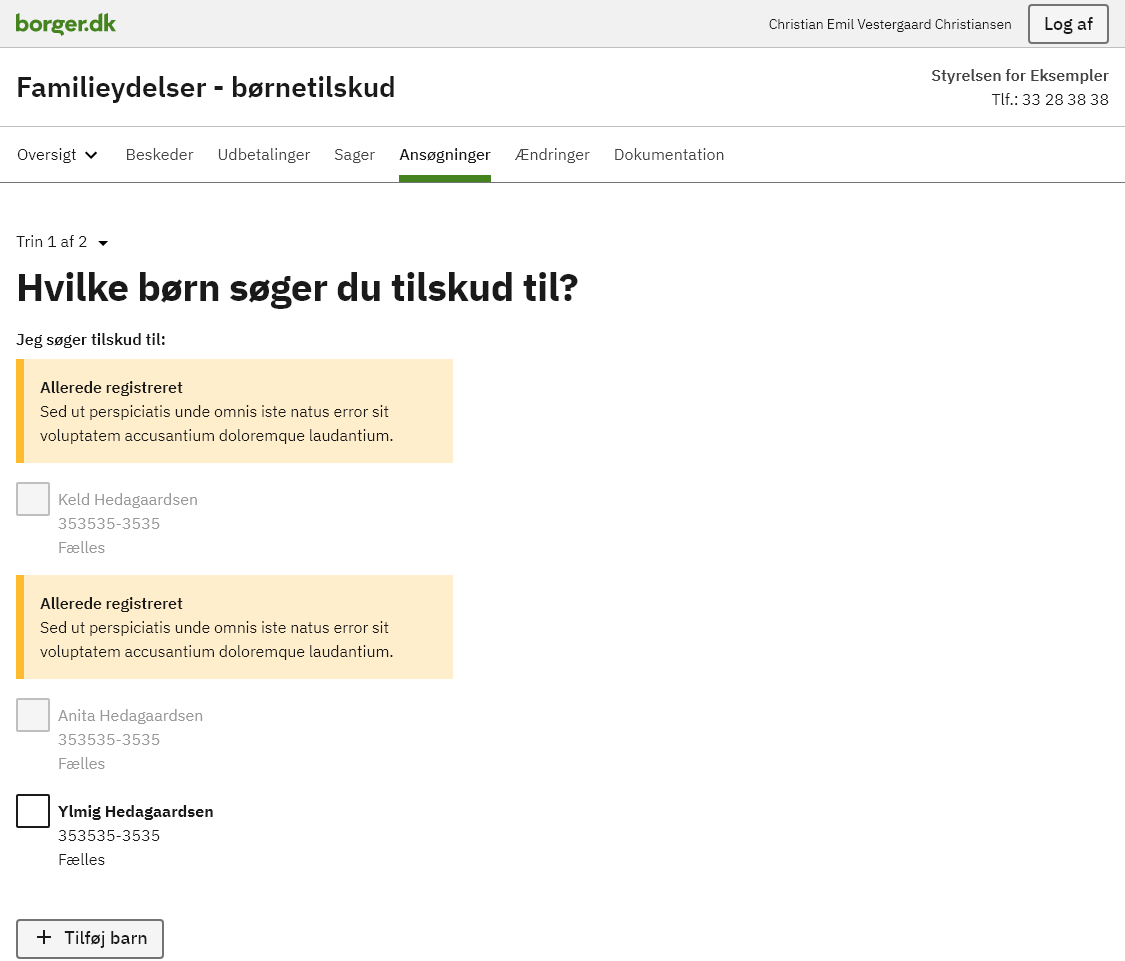 borger.dk
Christian Emil Vestergaard Christiansen
Log af
Familieydelser - børnetilskud
Styrelsen for Eksempler
Tlf.: 33 28 38 38
Oversigt
Beskeder
Udbetalinger
Sager
Ansøgninger
Ændringer
Dokumentation
Trin 1 af 2
Hvilke børn søger du tilskud til?
Jeg søger tilskud til:
Allerede registreret
Sed ut perspiciatis unde omnis iste natus error sit
voluptatem accusantium doloremque laudantium.
Keld Hedagaardsen
353535-3535
Fælles
Allerede registreret
Sed ut perspiciatis unde omnis iste natus error sit
voluptatem accusantium doloremque laudantium.
Anita Hedagaardsen
353535-3535
Fælles
Ylmig Hedagaardsen
353535-3535
Fælles
Tilføj barn